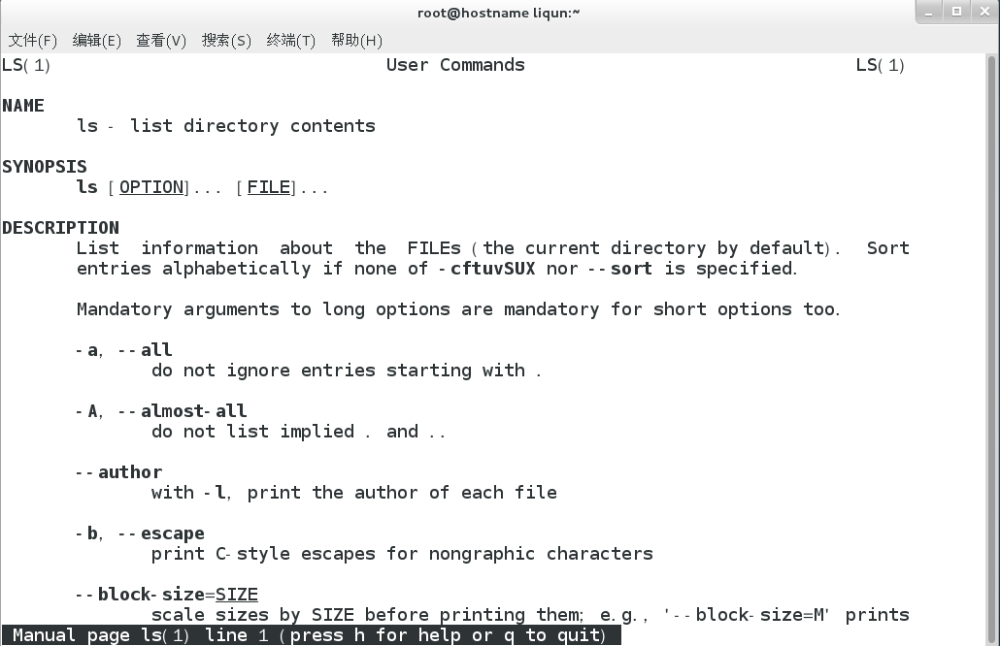 root@hostname liqun:~
文件(F) 编辑(E) 查看(V) 搜索(S) 终端(T) 帮助(H)
LS(1) User Commands LS(1)
NAME
ls - list directory contents
SYNOPSIS
ls [OPTION]... [FILE]...
DESCRIPTION
List information about the FILEs (the current directory by default). Sort
entries alphabetically if none of -cftuvSUX nor --sort is specified.
Mandatory arguments to long options are mandatory for short options too.
-a, --all
do not ignore entries starting with .
-A, --almost-all
do not list implied . and ..
--author
with -l, print the author of each file
-b, --escape
print C-style escapes for nongraphic characters
--block-size=SIZE
scale sizes by SIZE before printing them; e.g., '--block-size=M' prints
Manual page ls(1) line 1 (press h for help or q to quit)